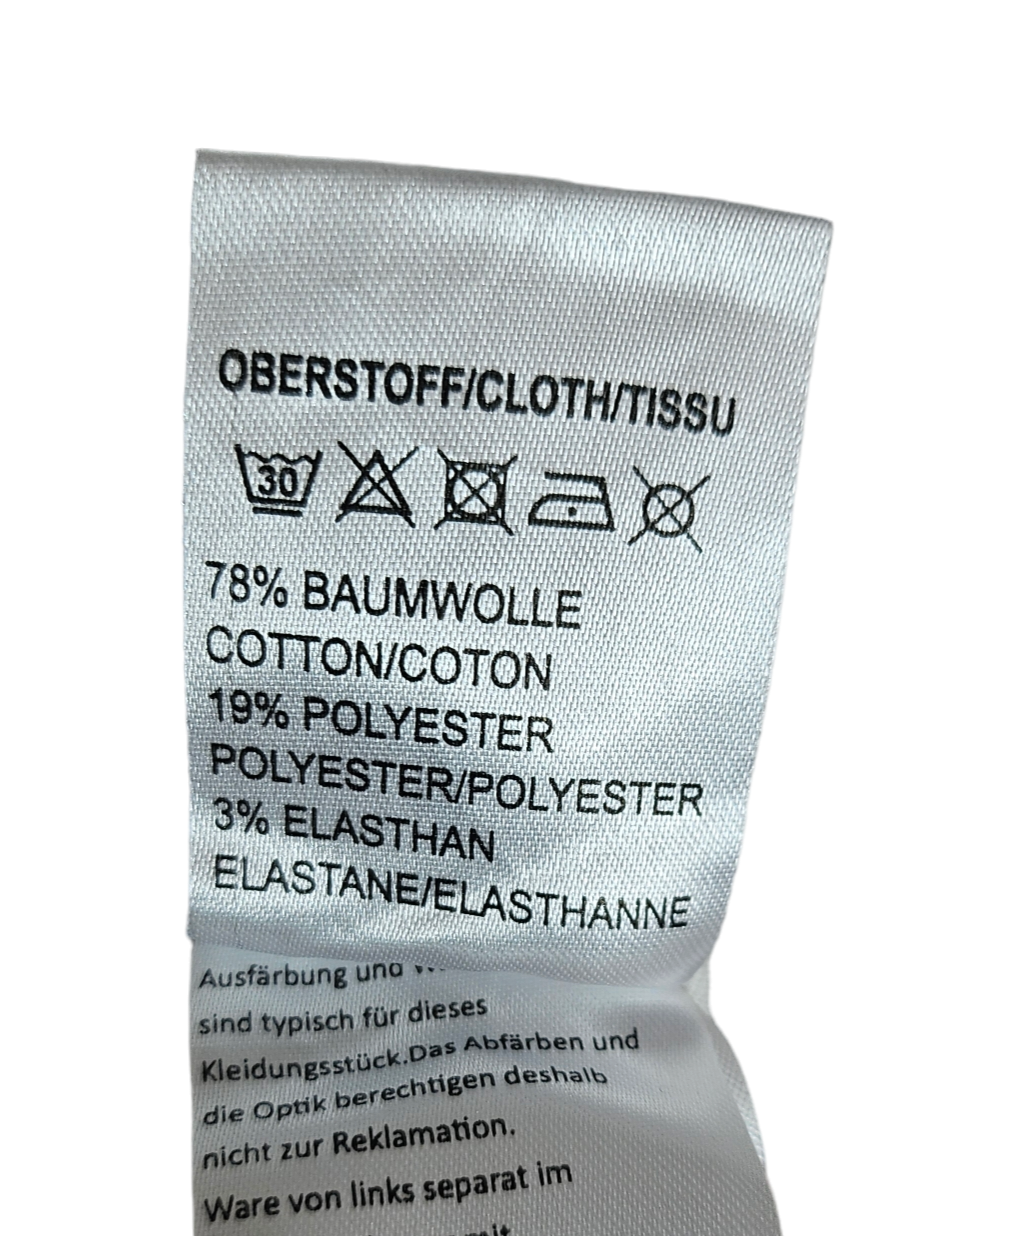 OBERSTOFF/CLOTH/TISSU
30
78% BAUMWOLLE
COTTON/COTON
19% POLYESTER
POLYESTER/POLYESTER
3% ELASTHAN
ELASTANE/ELASTHANNE
Ausfärbung und
sind typisch für dieses
Kleidungsstück.Das Abfärben und
die Optik berechtigen deshalb
nicht zur Reklamation.
Ware von links separat im